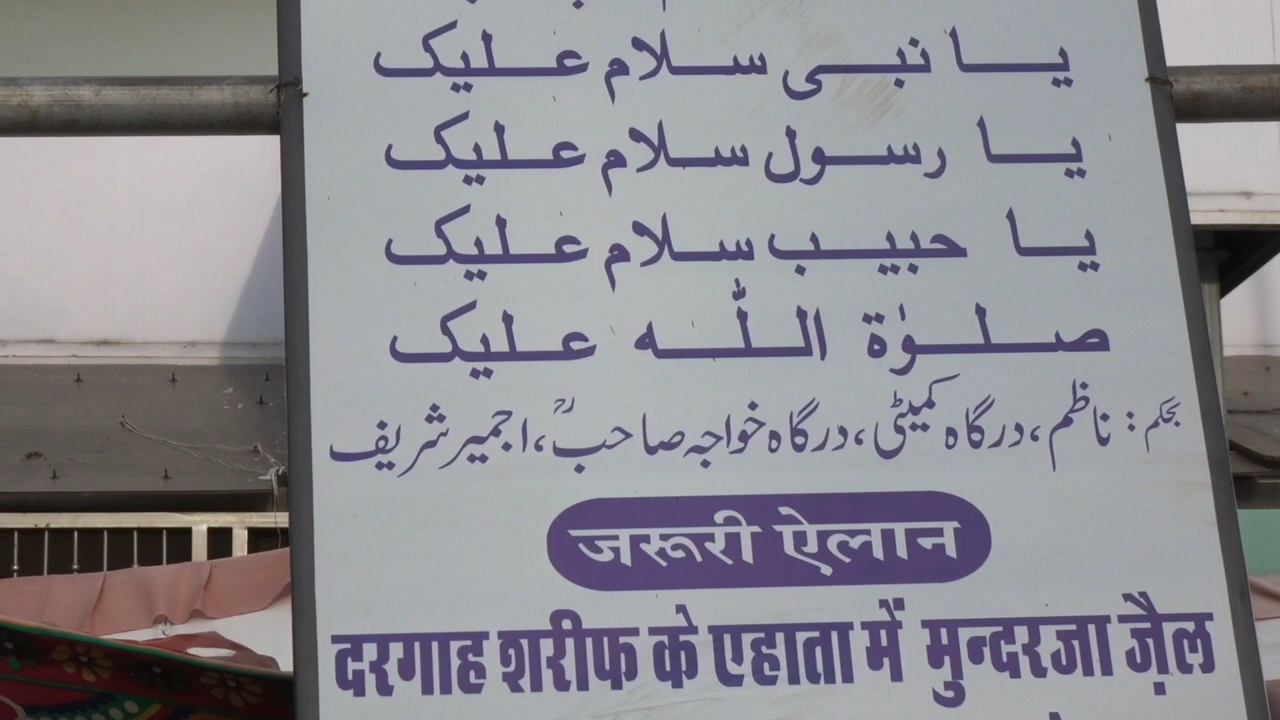 یا نبی سلام علیک
یا رسول سلام علیک
یا حبیب سلام علیک
صلوٰۃ اللّٰہ علیک
بحکم: ناظم، درگاہ کمیٹی، درگاہ خواجہ صاحبؒ، اجمیر شریف
जरूरी ऐलान
दरगाह शरीफ के एहाता में मुन्दरजा ज़ैल